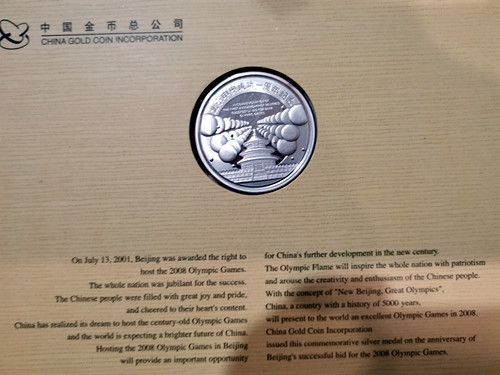 中国金币总公司
CHINA GOLD COIN INCORPORATION
On July 13, 2001, Beijing was awarded the right to
host the 2008 Olympic Games.
The whole nation was jubilant for the success.
The Chinese people were filled with great joy and pride,
and cheered to their heart's content.
China has realized its dream to host the century-old Olympic Games
and the world is expecting a brighter future of China.
Hosting the 2008 Olympic Games in Beijing
will provide an important opportunity
for China's further development in the new century.
The Olympic Flame will inspire the whole nation with patriotism
and arouse the creativity and enthusiasm of the Chinese people.
With the concept of "New Beijing, Great Olympics",
China, a country with a history of 5000 years,
will present to the world an excellent Olympic Games in 2008.
China Gold Coin Incorporation
issued this commemorative silver medal on the anniversary of
Beijing's successful bid for the 2008 Olympic Games.